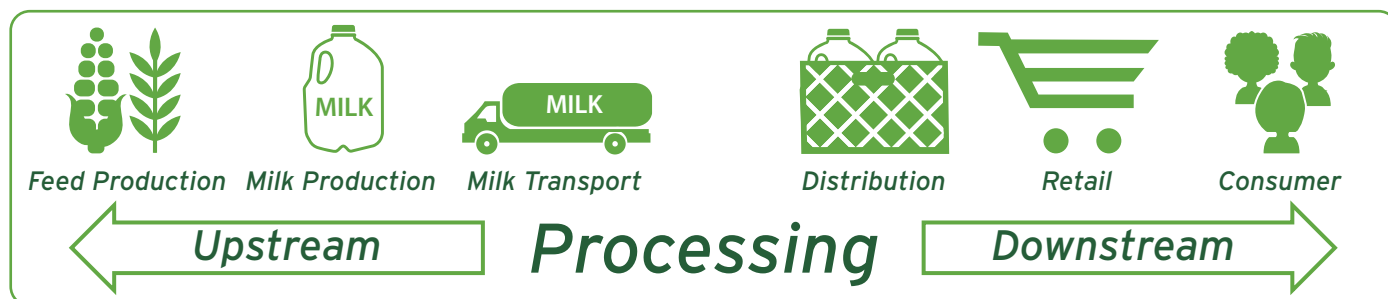 MILK
MILK
Feed Production Milk Production Milk Transport Distribution Retail Consumer
Upstream Processing Downstream